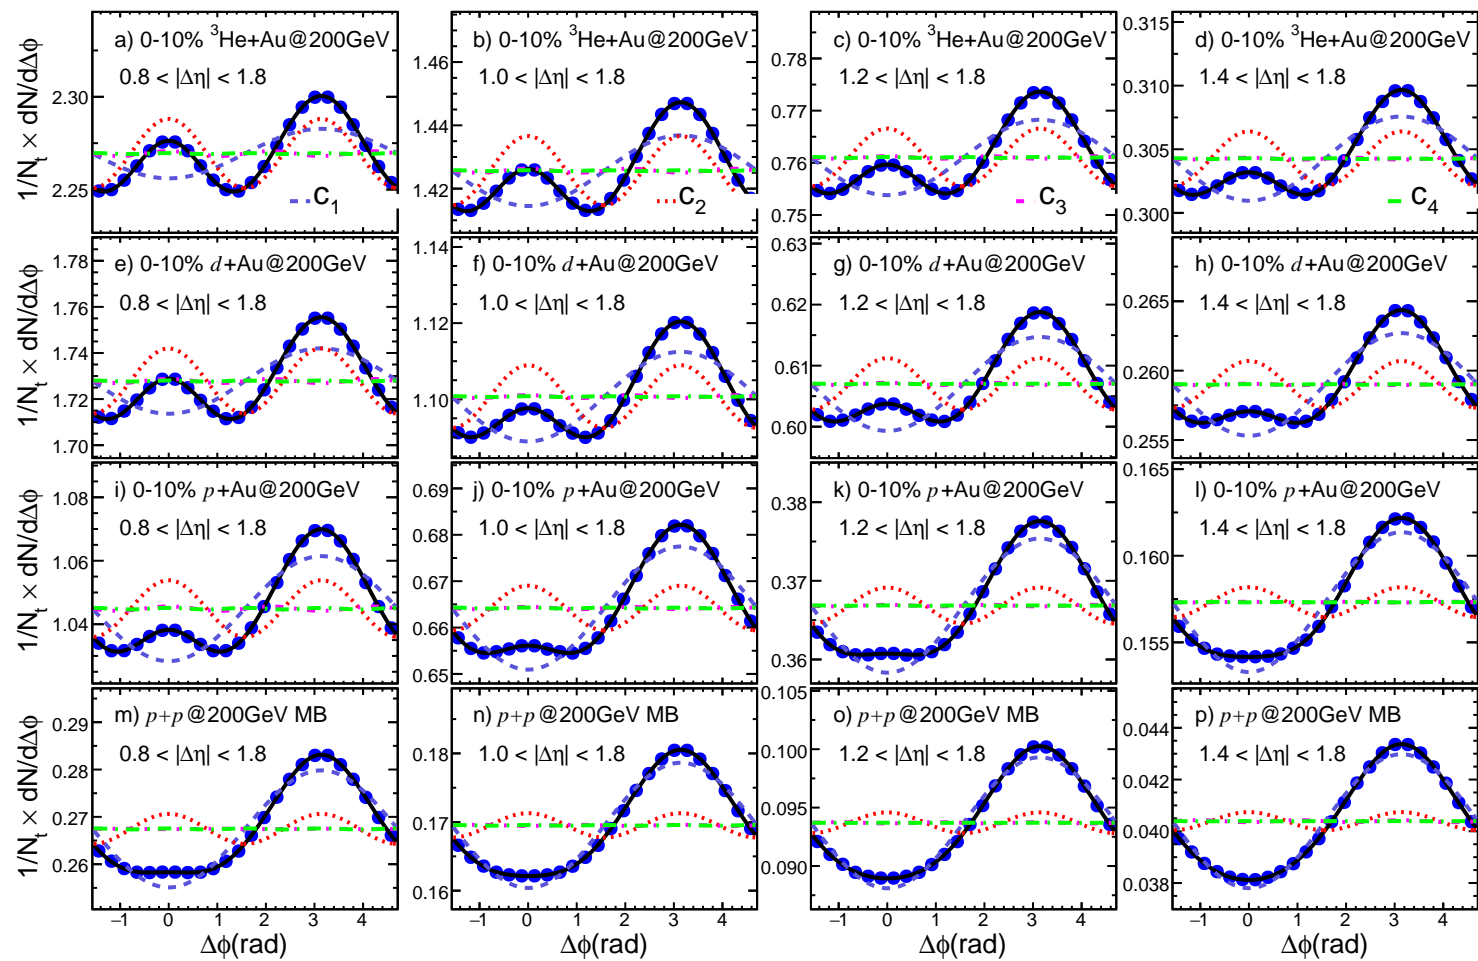 a) 0-10% ³He+Au@200GeV
0.8 < |Δη| < 1.8
b) 0-10% ³He+Au@200GeV
1.0 < |Δη| < 1.8
c) 0-10% ³He+Au@200GeV
1.2 < |Δη| < 1.8
d) 0-10% ³He+Au@200GeV
1.4 < |Δη| < 1.8
1/N_t × dN/dΔϕ
2.30
2.25
1.46
1.44
1.42
0.77
0.76
0.75
0.315
0.310
0.305
0.300
c₁
c₂
c₃
c₄
e) 0-10% d+Au@200GeV
0.8 < |Δη| < 1.8
f) 0-10% d+Au@200GeV
1.0 < |Δη| < 1.8
g) 0-10% d+Au@200GeV
1.2 < |Δη| < 1.8
h) 0-10% d+Au@200GeV
1.4 < |Δη| < 1.8
1/N_t × dN/dΔϕ
1.78
1.76
1.74
1.72
1.70
1.14
1.12
1.10
0.63
0.62
0.61
0.60
0.265
0.260
0.255
i) 0-10% p+Au@200GeV
0.8 < |Δη| < 1.8
j) 0-10% p+Au@200GeV
1.0 < |Δη| < 1.8
k) 0-10% p+Au@200GeV
1.2 < |Δη| < 1.8
l) 0-10% p+Au@200GeV
1.4 < |Δη| < 1.8
1/N_t × dN/dΔϕ
1.08
1.06
1.04
0.69
0.68
0.67
0.66
0.65
0.38
0.37
0.36
0.165
0.160
0.155
m) p+p@200GeV MB
0.8 < |Δη| < 1.8
n) p+p@200GeV MB
1.0 < |Δη| < 1.8
o) p+p@200GeV MB
1.2 < |Δη| < 1.8
p) p+p@200GeV MB
1.4 < |Δη| < 1.8
1/N_t × dN/dΔϕ
0.29
0.28
0.27
0.26
0.18
0.17
0.16
0.105
0.100
0.095
0.090
0.044
0.042
0.040
0.038
−1 0 1 2 3 4
−1 0 1 2 3 4
−1 0 1 2 3 4
−1 0 1 2 3 4
Δϕ(rad)
Δϕ(rad)
Δϕ(rad)
Δϕ(rad)